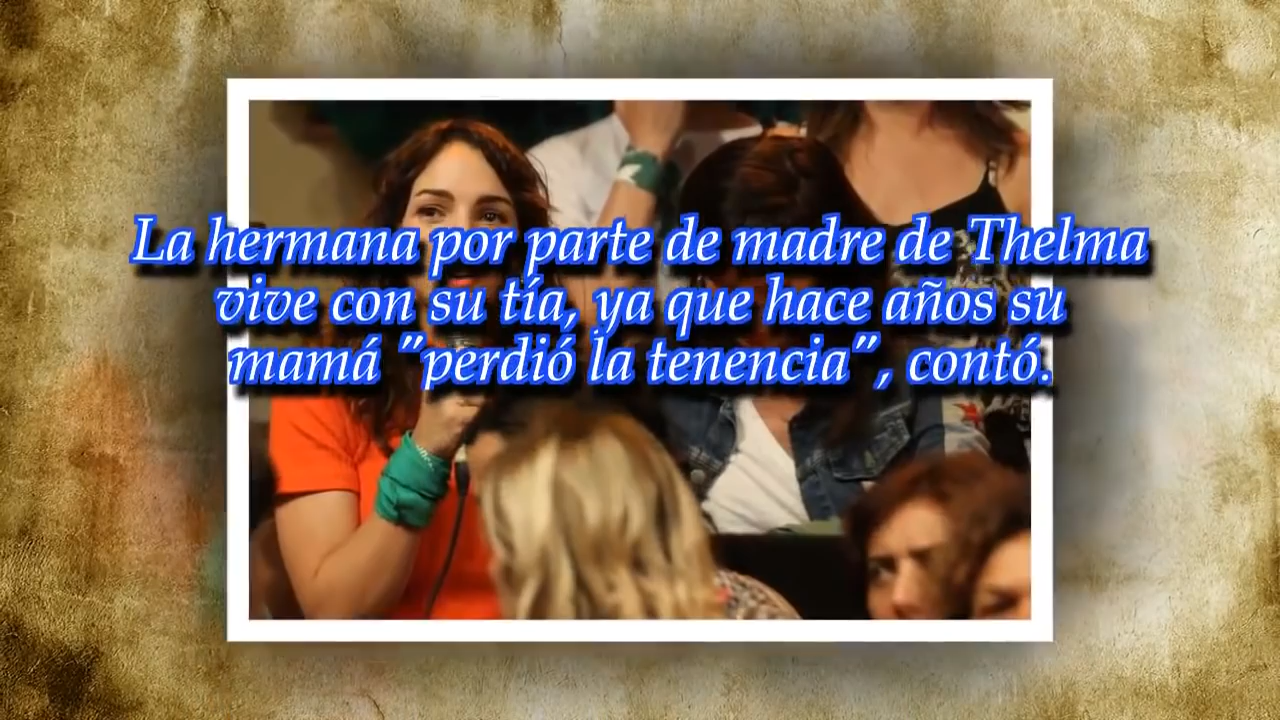 La hermana por parte de madre de Thelma
vive con su tía, ya que hace años su
mamá "perdió la tenencia", contó.